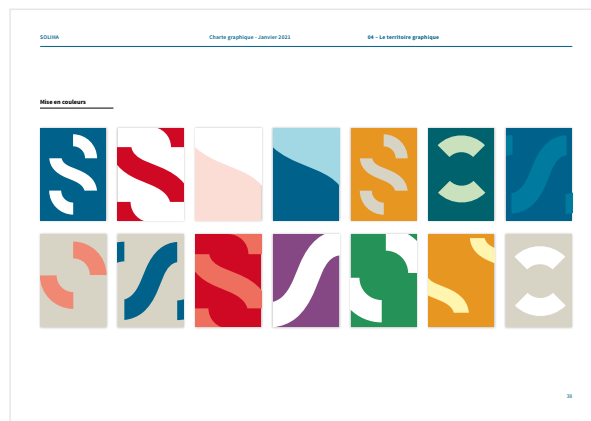 SOLIHA
Charte graphique - Janvier 2021
04 – Le territoire graphique
Mise en couleurs
38